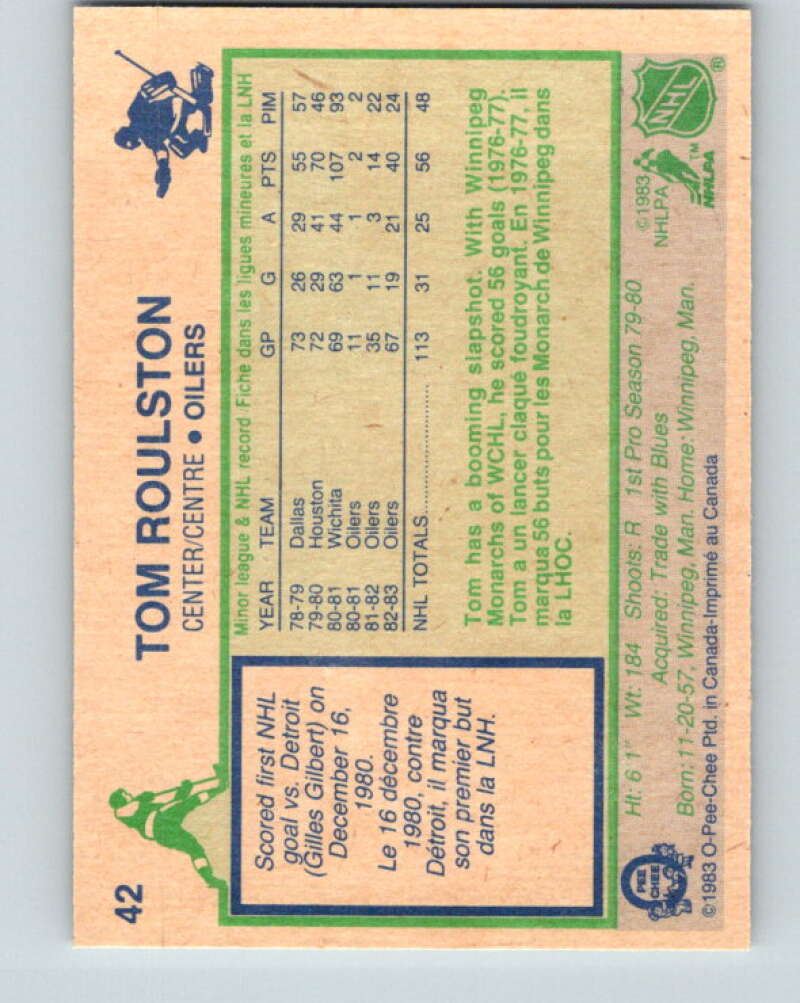 42
TOM ROULSTON
CENTER/CENTRE • OILERS
Scored first NHL
goal vs. Detroit
(Gilles Gilbert) on
December 16,
1980.
Le 16 décembre
1980, contre
Détroit, il marqua
son premier but
dans la LNH.
Minor league & NHL record Fiche dans les ligues mineures et la LNH
YEAR TEAM GP G A PTS PIM
78-79 Dallas 73 26 29 55 57
79-80 Houston 72 29 41 70 46
80-81 Wichita 69 63 44 107 93
80-81 Oilers 11 1 1 2 2
81-82 Oilers 35 11 3 14 22
82-83 Oilers 67 19 21 40 24
NHL TOTALS 113 31 25 56 48
Tom has a booming slapshot. With Winnipeg
Monarchs of WCHL, he scored 56 goals (1976-77).
Tom a un lancer claqué foudroyant. En 1976-77, il
marqua 56 buts pour les Monarch de Winnipeg dans
la LHOC.
Ht: 6'1" Wt: 184 Shoots: R 1st Pro Season 79-80
Acquired: Trade with Blues
Born: 11-20-57, Winnipeg, Man. Home: Winnipeg, Man.
©1983 O-Pee-Chee Ptd. in Canada-Imprimé au Canada
O PEE CHEE
©1983
NHLPA
NHLPA
TM
NHL
®